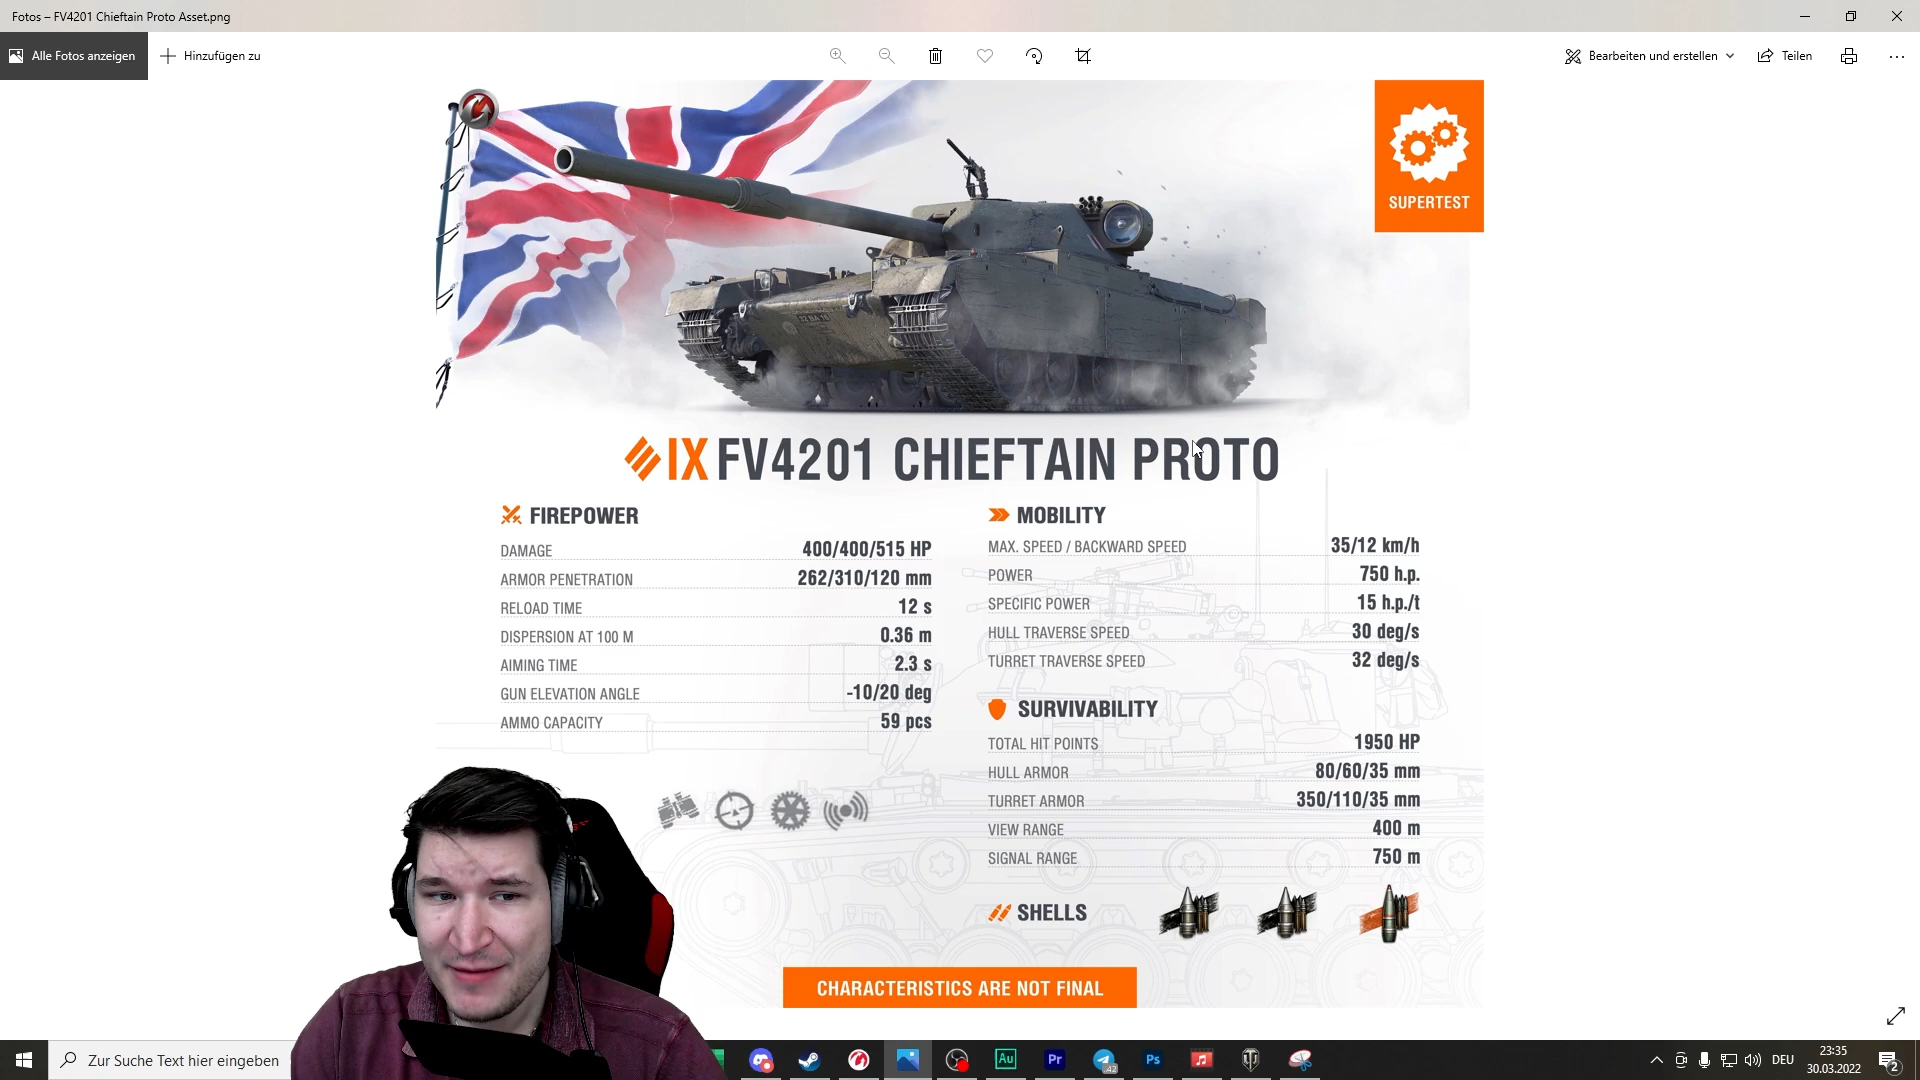 Fotos – FV4201 Chieftain Proto Asset.png
Alle Fotos anzeigen
Hinzufügen zu
Bearbeiten und erstellen
Teilen
SUPERTEST
IX FV4201 CHIEFTAIN PROTO
FIREPOWER
DAMAGE 400/400/515 HP
ARMOR PENETRATION 262/310/120 mm
RELOAD TIME 12 s
DISPERSION AT 100 M 0.36 m
AIMING TIME 2.3 s
GUN ELEVATION ANGLE -10/20 deg
AMMO CAPACITY 59 pcs
MOBILITY
MAX. SPEED / BACKWARD SPEED 35/12 km/h
POWER 750 h.p.
SPECIFIC POWER 15 h.p./t
HULL TRAVERSE SPEED 30 deg/s
TURRET TRAVERSE SPEED 32 deg/s
SURVIVABILITY
TOTAL HIT POINTS 1950 HP
HULL ARMOR 80/60/35 mm
TURRET ARMOR 350/110/35 mm
VIEW RANGE 400 m
SIGNAL RANGE 750 m
SHELLS
CHARACTERISTICS ARE NOT FINAL
Zur Suche Text hier eingeben
Au
Pr
42
Ps
DEU
23:35
30.03.2022
2